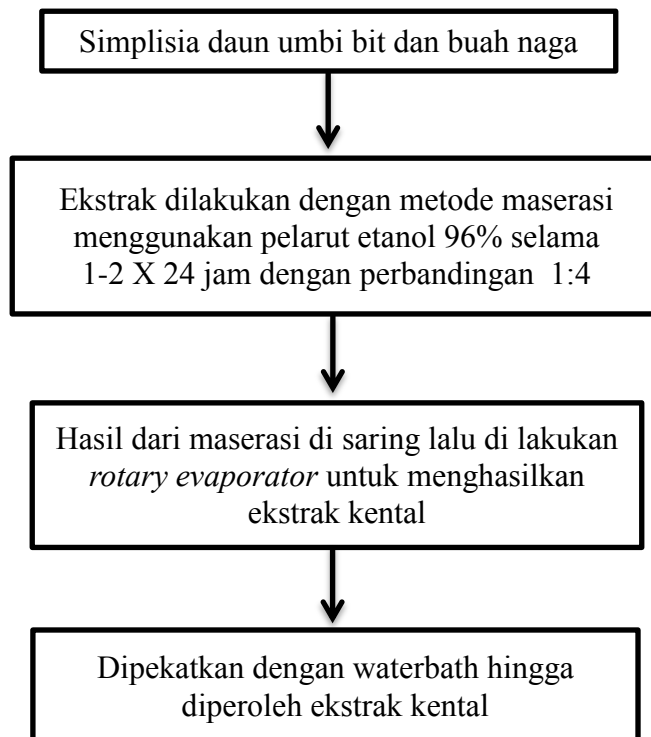 Simplisia daun umbi bit dan buah naga
Ekstrak dilakukan dengan metode maserasi
menggunakan pelarut etanol 96% selama
1-2 X 24 jam dengan perbandingan 1:4
Hasil dari maserasi di saring lalu di lakukan
rotary evaporator untuk menghasilkan
ekstrak kental
Dipekatkan dengan waterbath hingga
diperoleh ekstrak kental